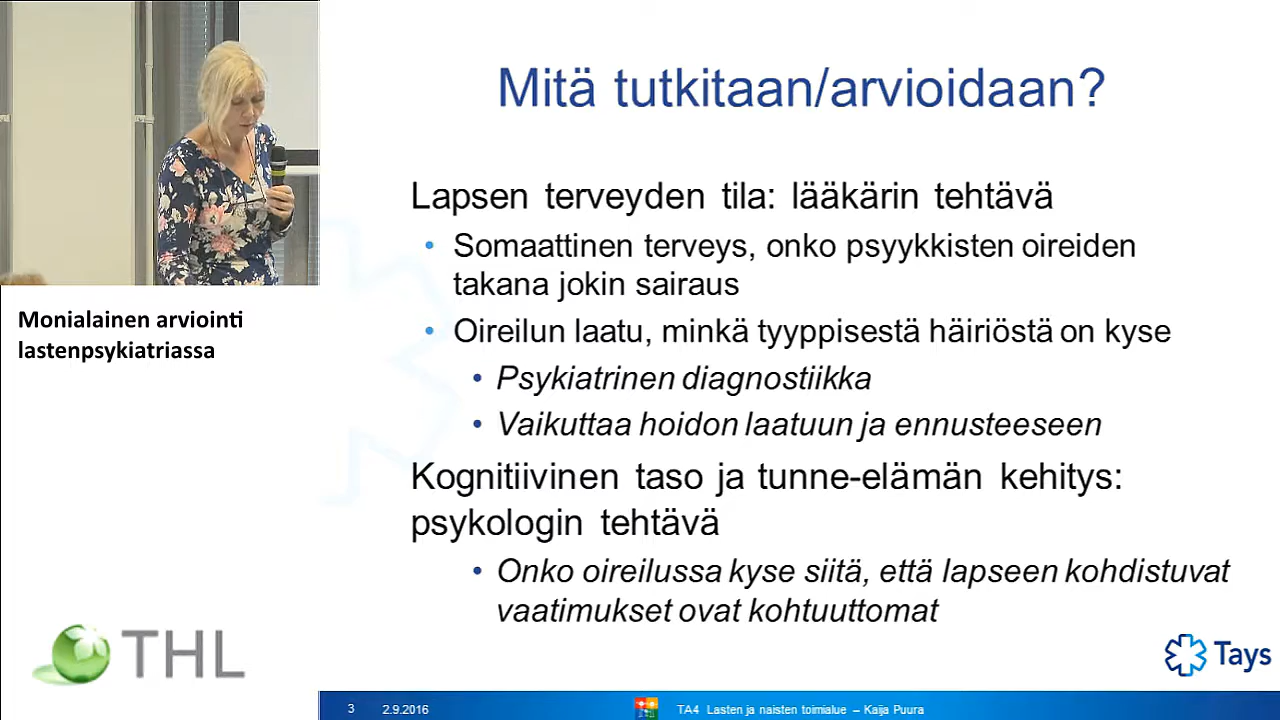 Mitä tutkitaan/arvioidaan?
Lapsen terveyden tila: lääkärin tehtävä
• Somaattinen terveys, onko psyykkisten oireiden
takana jokin sairaus
• Oireilun laatu, minkä tyyppisestä häiriöstä on kyse
• Psykiatrinen diagnostiikka
• Vaikuttaa hoidon laatuun ja ennusteeseen
Kognitiivinen taso ja tunne-elämän kehitys:
psykologin tehtävä
• Onko oireilussa kyse siitä, että lapseen kohdistuvat
vaatimukset ovat kohtuuttomat
Monialainen arviointi
lastenpsykiatriassa
THL
Tays
3 2.9.2016 TA4 Lasten ja naisten toimialue – Kaija Puura